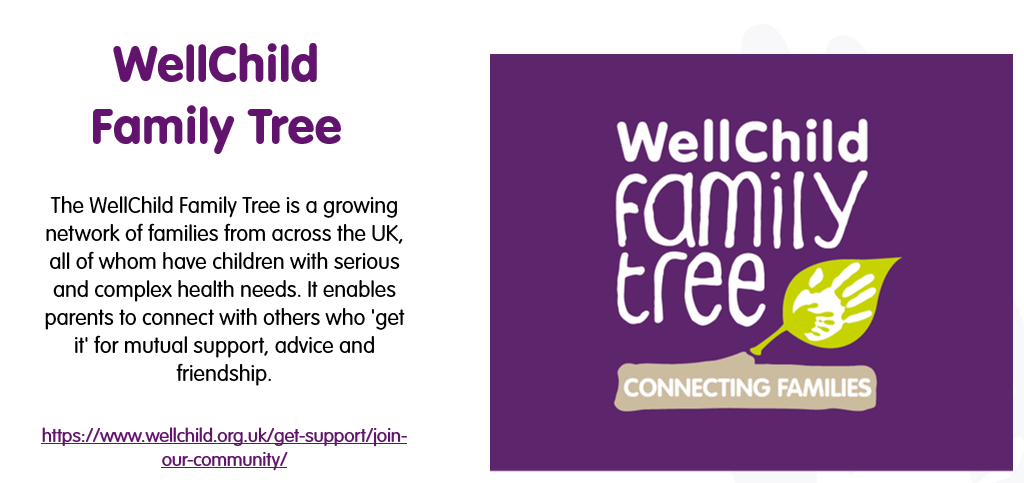 WellChild
Family Tree
The WellChild Family Tree is a growing
network of families from across the UK,
all of whom have children with serious
and complex health needs. It enables
parents to connect with others who 'get
it' for mutual support, advice and
friendship.
https://www.wellchild.org.uk/get-support/join-
our-community/
WellChild
family
tree
CONNECTING FAMILIES